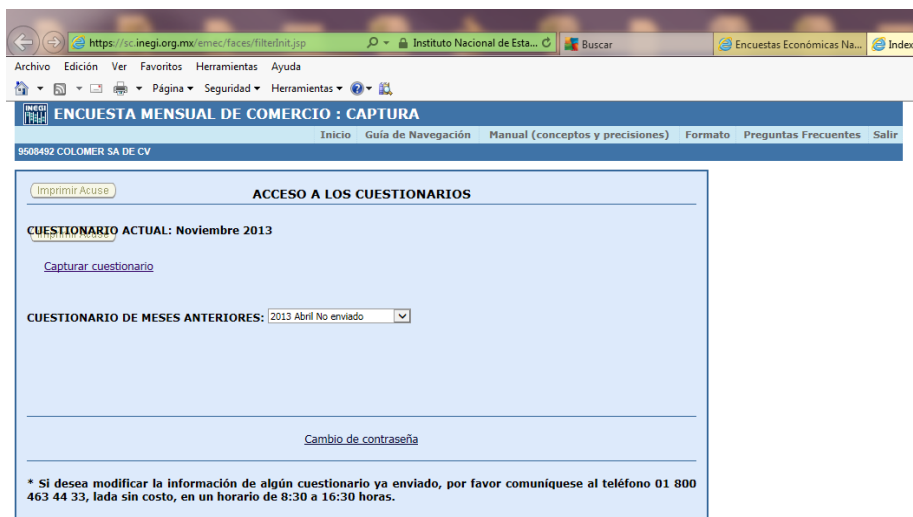 https://sc.inegi.org.mx/emec/faces/filterInit.jsp
Instituto Nacional de Esta...
Buscar
Encuestas Económicas Na...
Index
Archivo Edición Ver Favoritos Herramientas Ayuda
Página Seguridad Herramientas
INEGI
ENCUESTA MENSUAL DE COMERCIO : CAPTURA
Inicio Guía de Navegación Manual (conceptos y precisiones) Formato Preguntas Frecuentes Salir
9508492 COLOMER SA DE CV
Imprimir Acuse
ACCESO A LOS CUESTIONARIOS
CUESTIONARIO ACTUAL: Noviembre 2013
Imprimir Acuse
Capturar cuestionario
CUESTIONARIO DE MESES ANTERIORES: 2013 Abril No enviado
Cambio de contraseña
* Si desea modificar la información de algún cuestionario ya enviado, por favor comuníquese al teléfono 01 800
463 44 33, lada sin costo, en un horario de 8:30 a 16:30 horas.